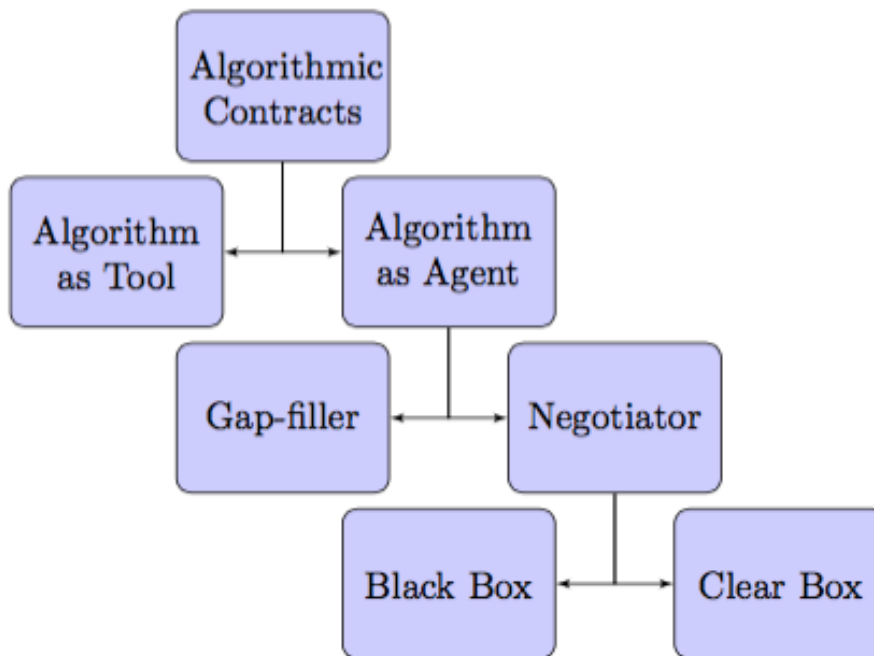 Algorithmic
Contracts
Algorithm
as Tool
Algorithm
as Agent
Gap-filler
Negotiator
Black Box
Clear Box